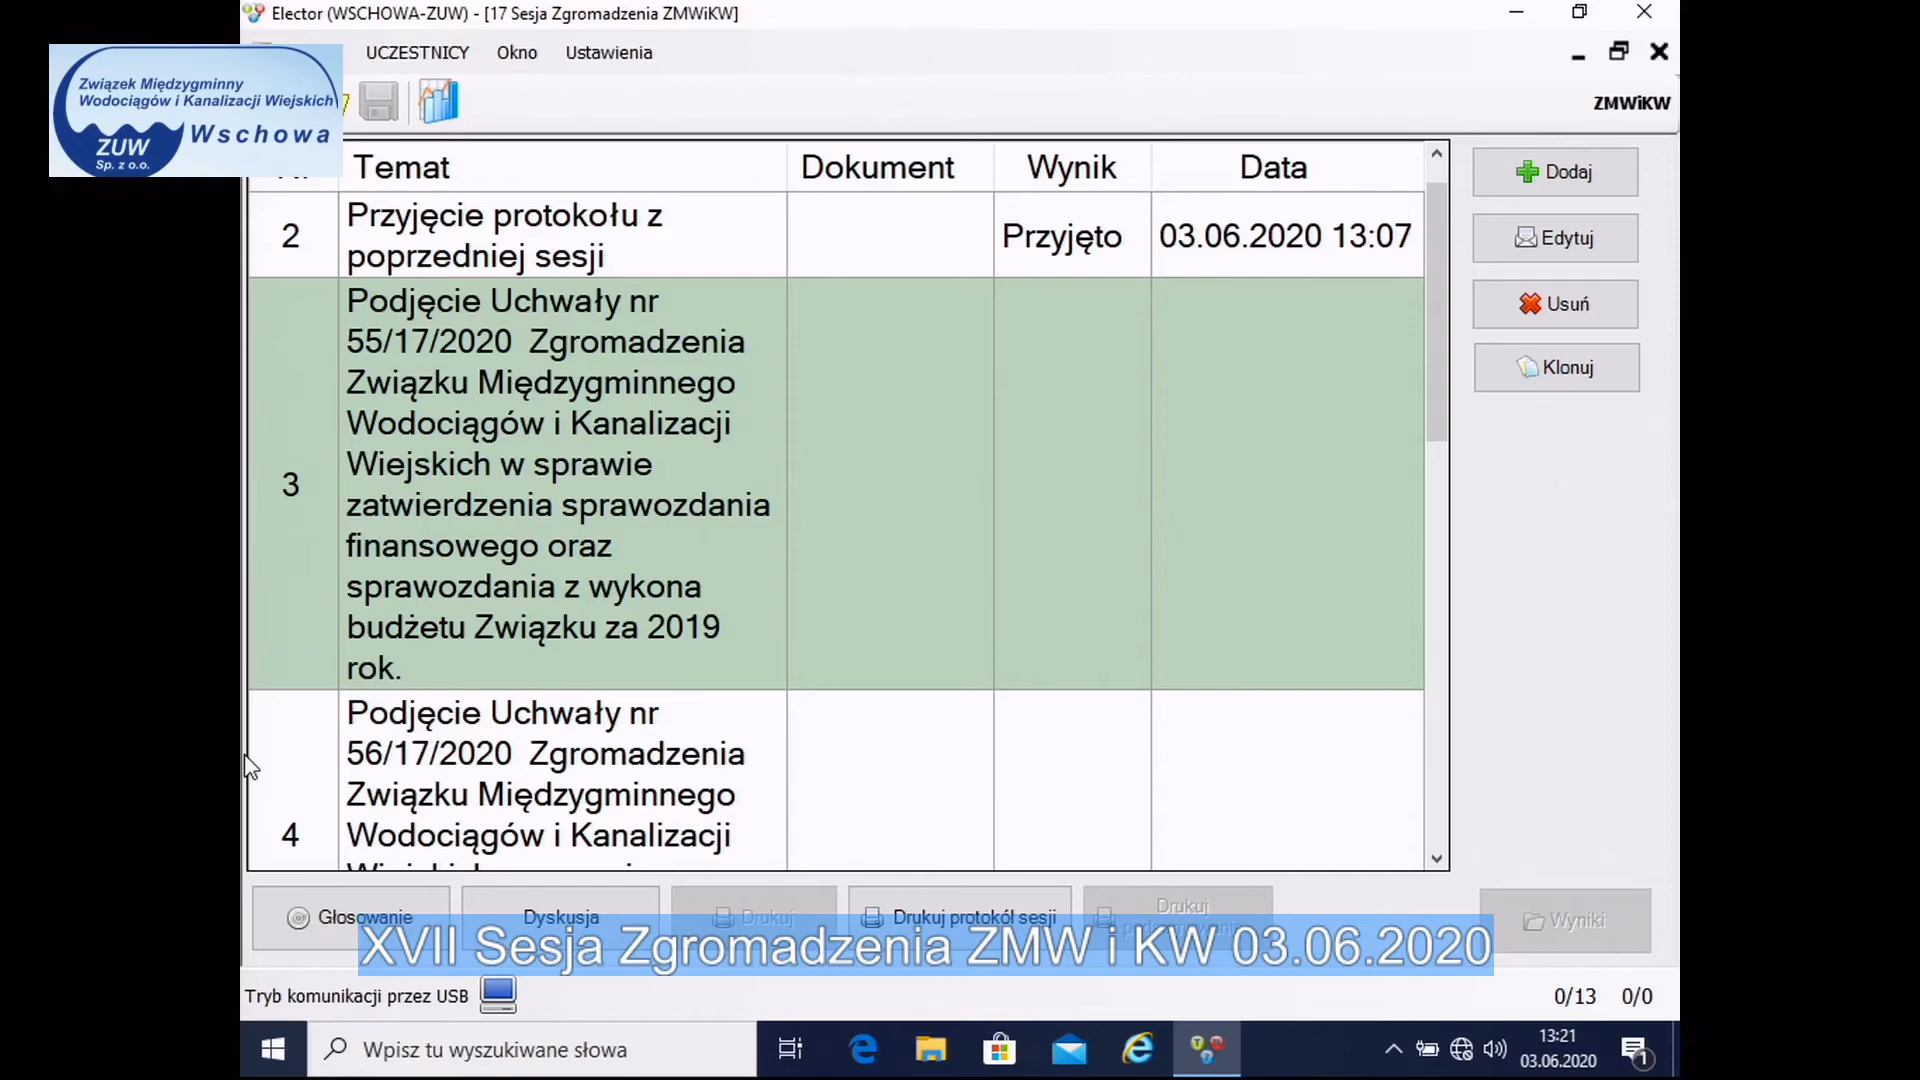 Elector (WSCHOWA-ZUW) - [17 Sesja Zgromadzenia ZMWiKW]
UCZESTNICY Okno Ustawienia
Związek Międzygminny
Wodociągów i Kanalizacji Wiejskich
Wschowa
ZUW
Sp. z o.o.
ZMWiKW
Temat Dokument Wynik Data
2 Przyjęcie protokołu z
poprzedniej sesji
Przyjęto 03.06.2020 13:07
3 Podjęcie Uchwały nr
55/17/2020 Zgromadzenia
Związku Międzygminnego
Wodociągów i Kanalizacji
Wiejskich w sprawie
zatwierdzenia sprawozdania
finansowego oraz
sprawozdania z wykona
budżetu Związku za 2019
rok.
4 Podjęcie Uchwały nr
56/17/2020 Zgromadzenia
Związku Międzygminnego
Wodociągów i Kanalizacji
Dodaj
Edytuj
Usuń
Klonuj
Głosowanie Dyskusja Drukuj Drukuj protokół sesji Drukuj
Wyniki
XVII Sesja Zgromadzenia ZMW i KW 03.06.2020
Tryb komunikacji przez USB 0/13 0/0
Wpisz tu wyszukiwane słowa
13:21
03.06.2020
1